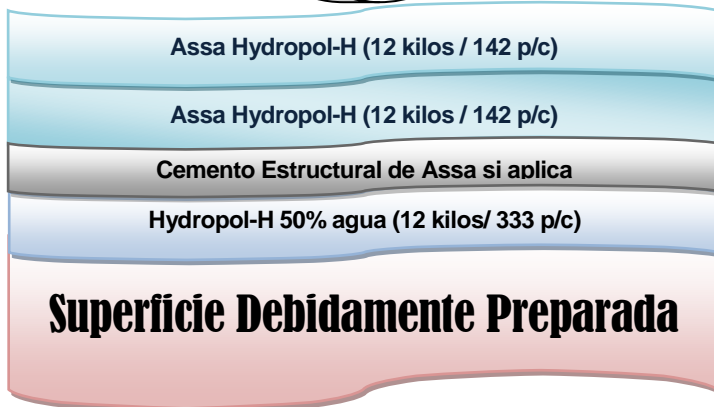 Assa Hydropol-H (12 kilos / 142 p/c)
Assa Hydropol-H (12 kilos / 142 p/c)
Cemento Estructural de Assa si aplica
Hydropol-H 50% agua (12 kilos/ 333 p/c)
Superficie Debidamente Preparada